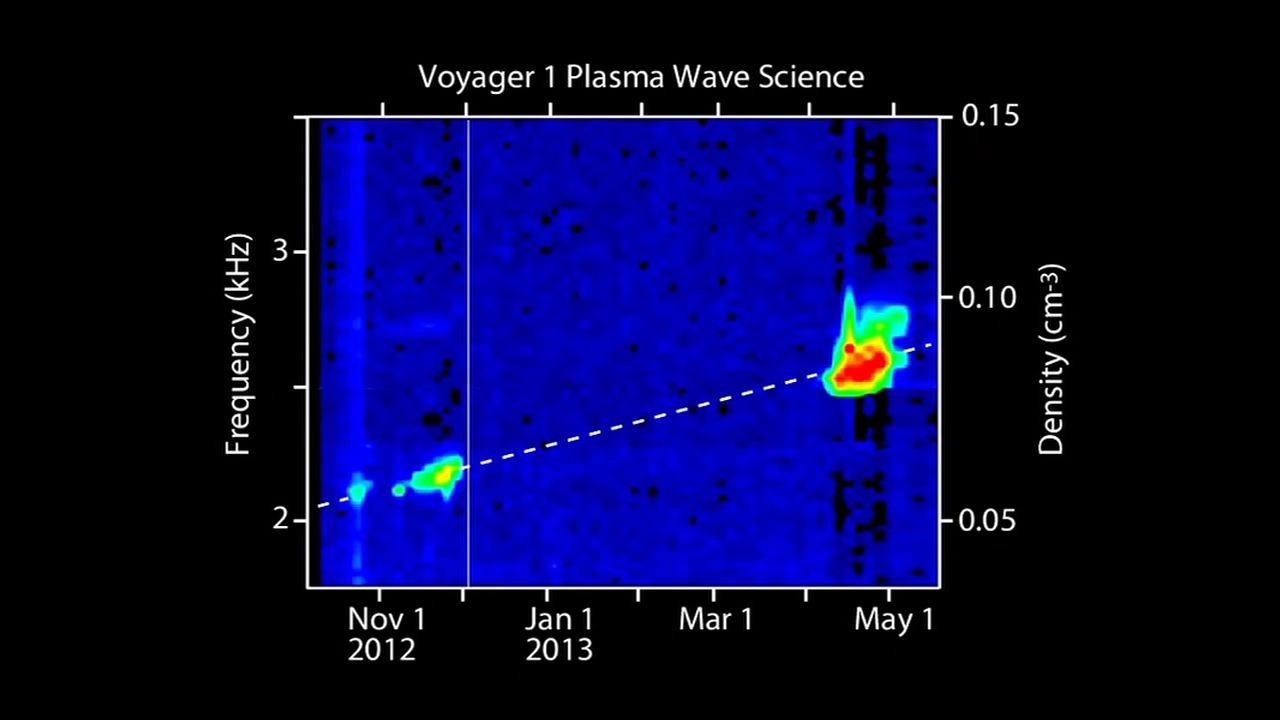 Voyager 1 Plasma Wave Science
Frequency (kHz)
3
2
0.15
0.10
0.05
Density (cm-3)
Nov 1
2012
Jan 1
2013
Mar 1
May 1